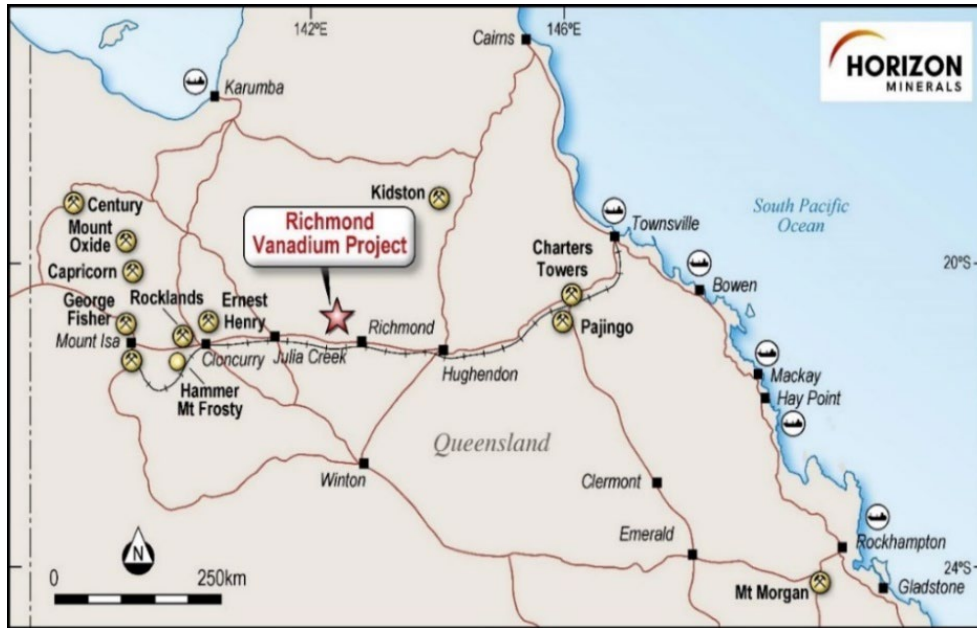 142°E
146°E
Cairns
HORIZON
MINERALS
Karumba
Century
Kidston
Mount
Oxide
Richmond
Vanadium Project
South Pacific
Ocean
Townsville
Capricorn
Charters
Towers
20°S
Bowen
George
Fisher
Rocklands
Ernest
Henry
Richmond
Pajingo
Mount Isa
Cloncurry
Julia Creek
Hughendon
Mackay
Hay Point
Hammer
Mt Frosty
Queensland
Winton
Clermont
Emerald
Rockhampton
0
250km
24°S
Mt Morgan
Gladstone